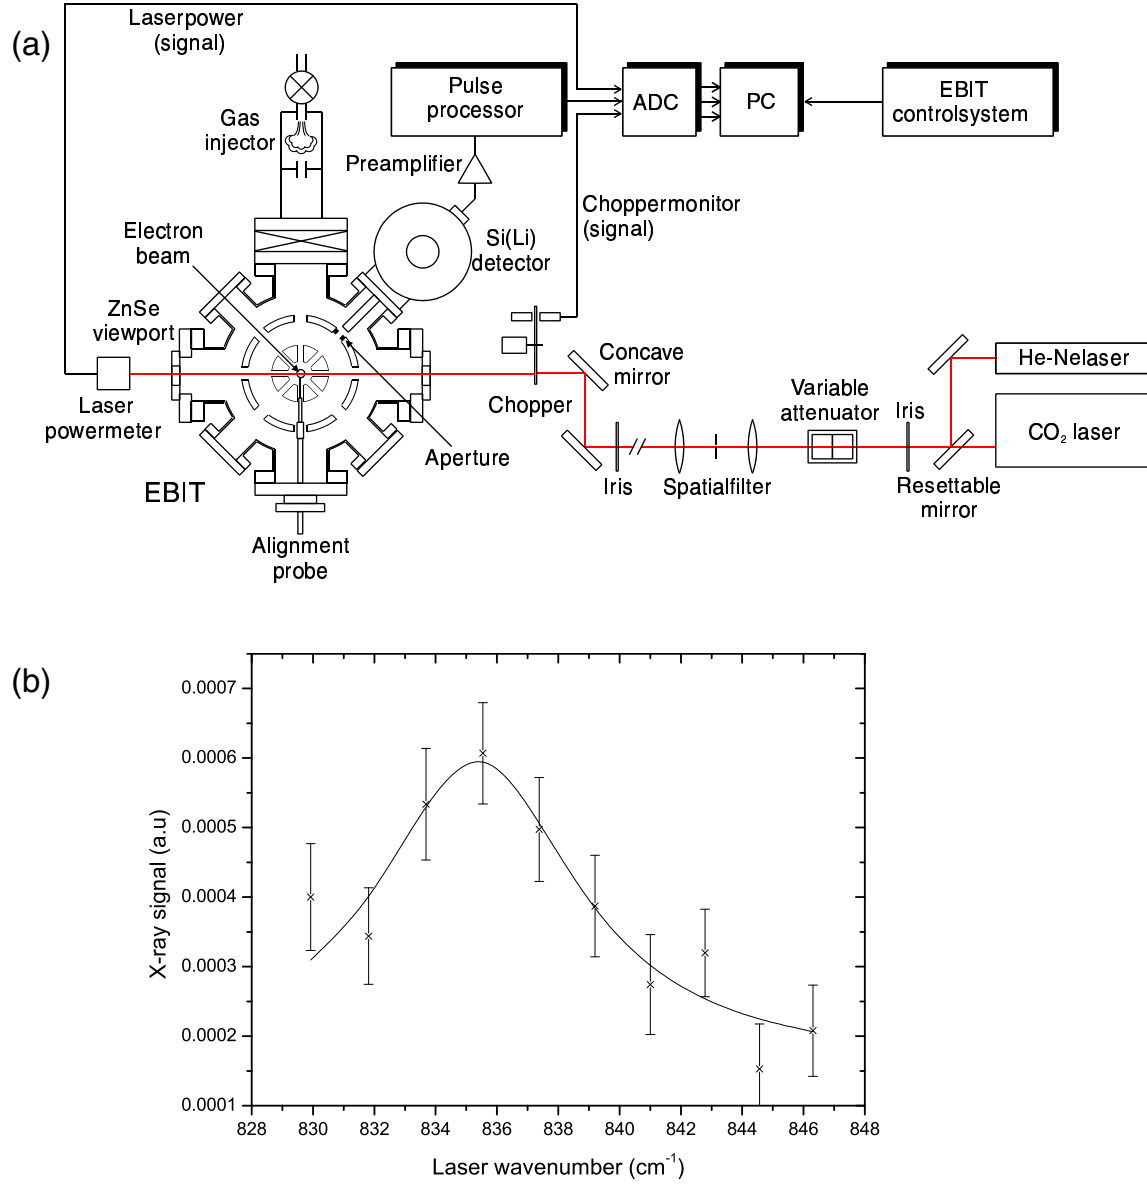 (a)
Laserpower
(signal)
Gas
injector
Pulse
processor
ADC
PC
EBIT
controlsystem
Preamplifier
Choppermonitor
(signal)
Electron
beam
Si(Li)
detector
ZnSe
viewport
Concave
mirror
He-Nelaser
Laser
powermeter
Chopper
Variable
attenuator
Iris
CO2 laser
Aperture
Iris
Spatialfilter
Resettable
mirror
EBIT
Alignment
probe
(b)
X-ray signal (a.u)
0.0007
0.0006
0.0005
0.0004
0.0003
0.0002
0.0001
828 830 832 834 836 838 840 842 844 846 848
Laser wavenumber (cm-1)